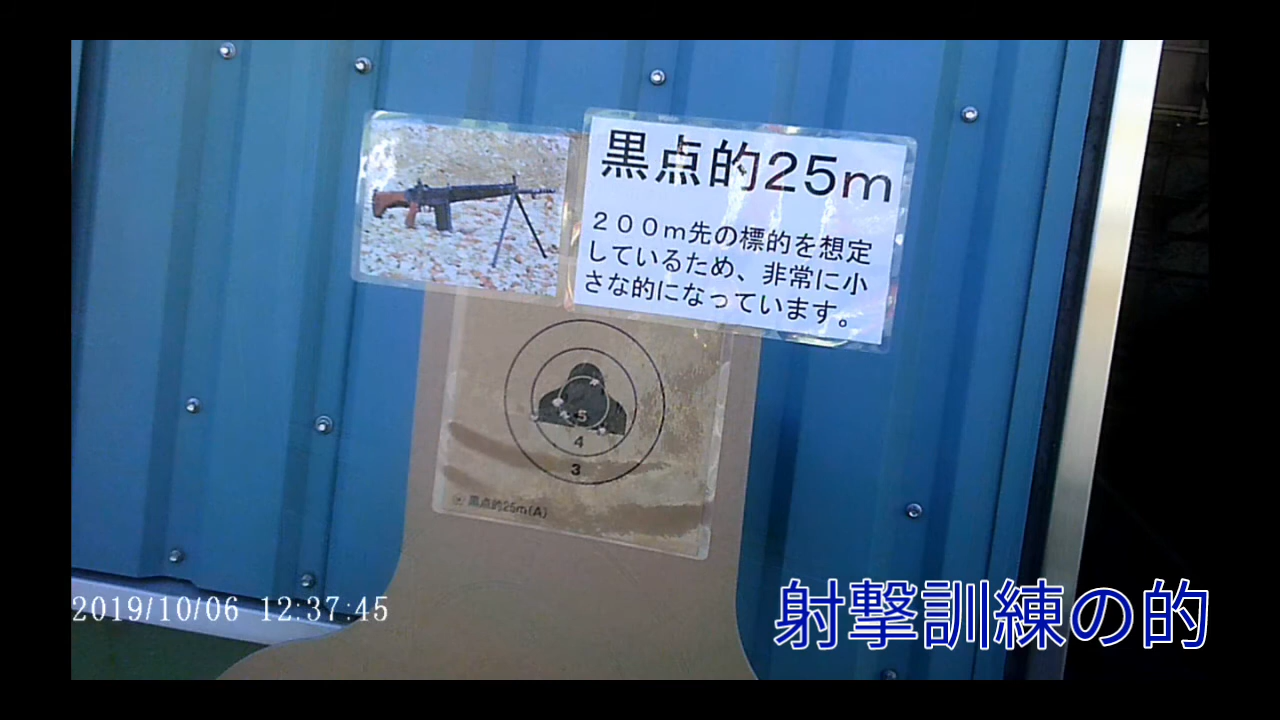 黒点的25m
２００ｍ先の標的を想定
しているため、非常に小
さな的になっています。
5
4
3
黒点的25m(A)
2019/10/06 12:37:45
射撃訓練の的